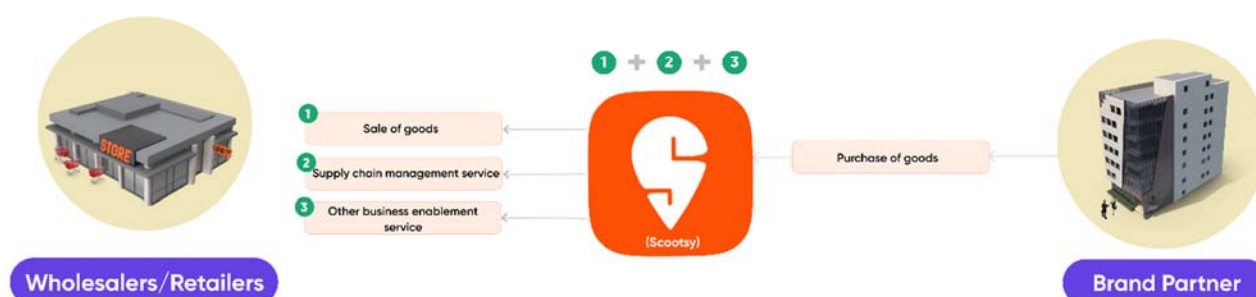 1 + 2 + 3
1
Sale of goods
2
Supply chain management service
3
Other business enablement
service
Purchase of goods
STORE
(Scootsy)
Wholesalers/Retailers
Brand Partner